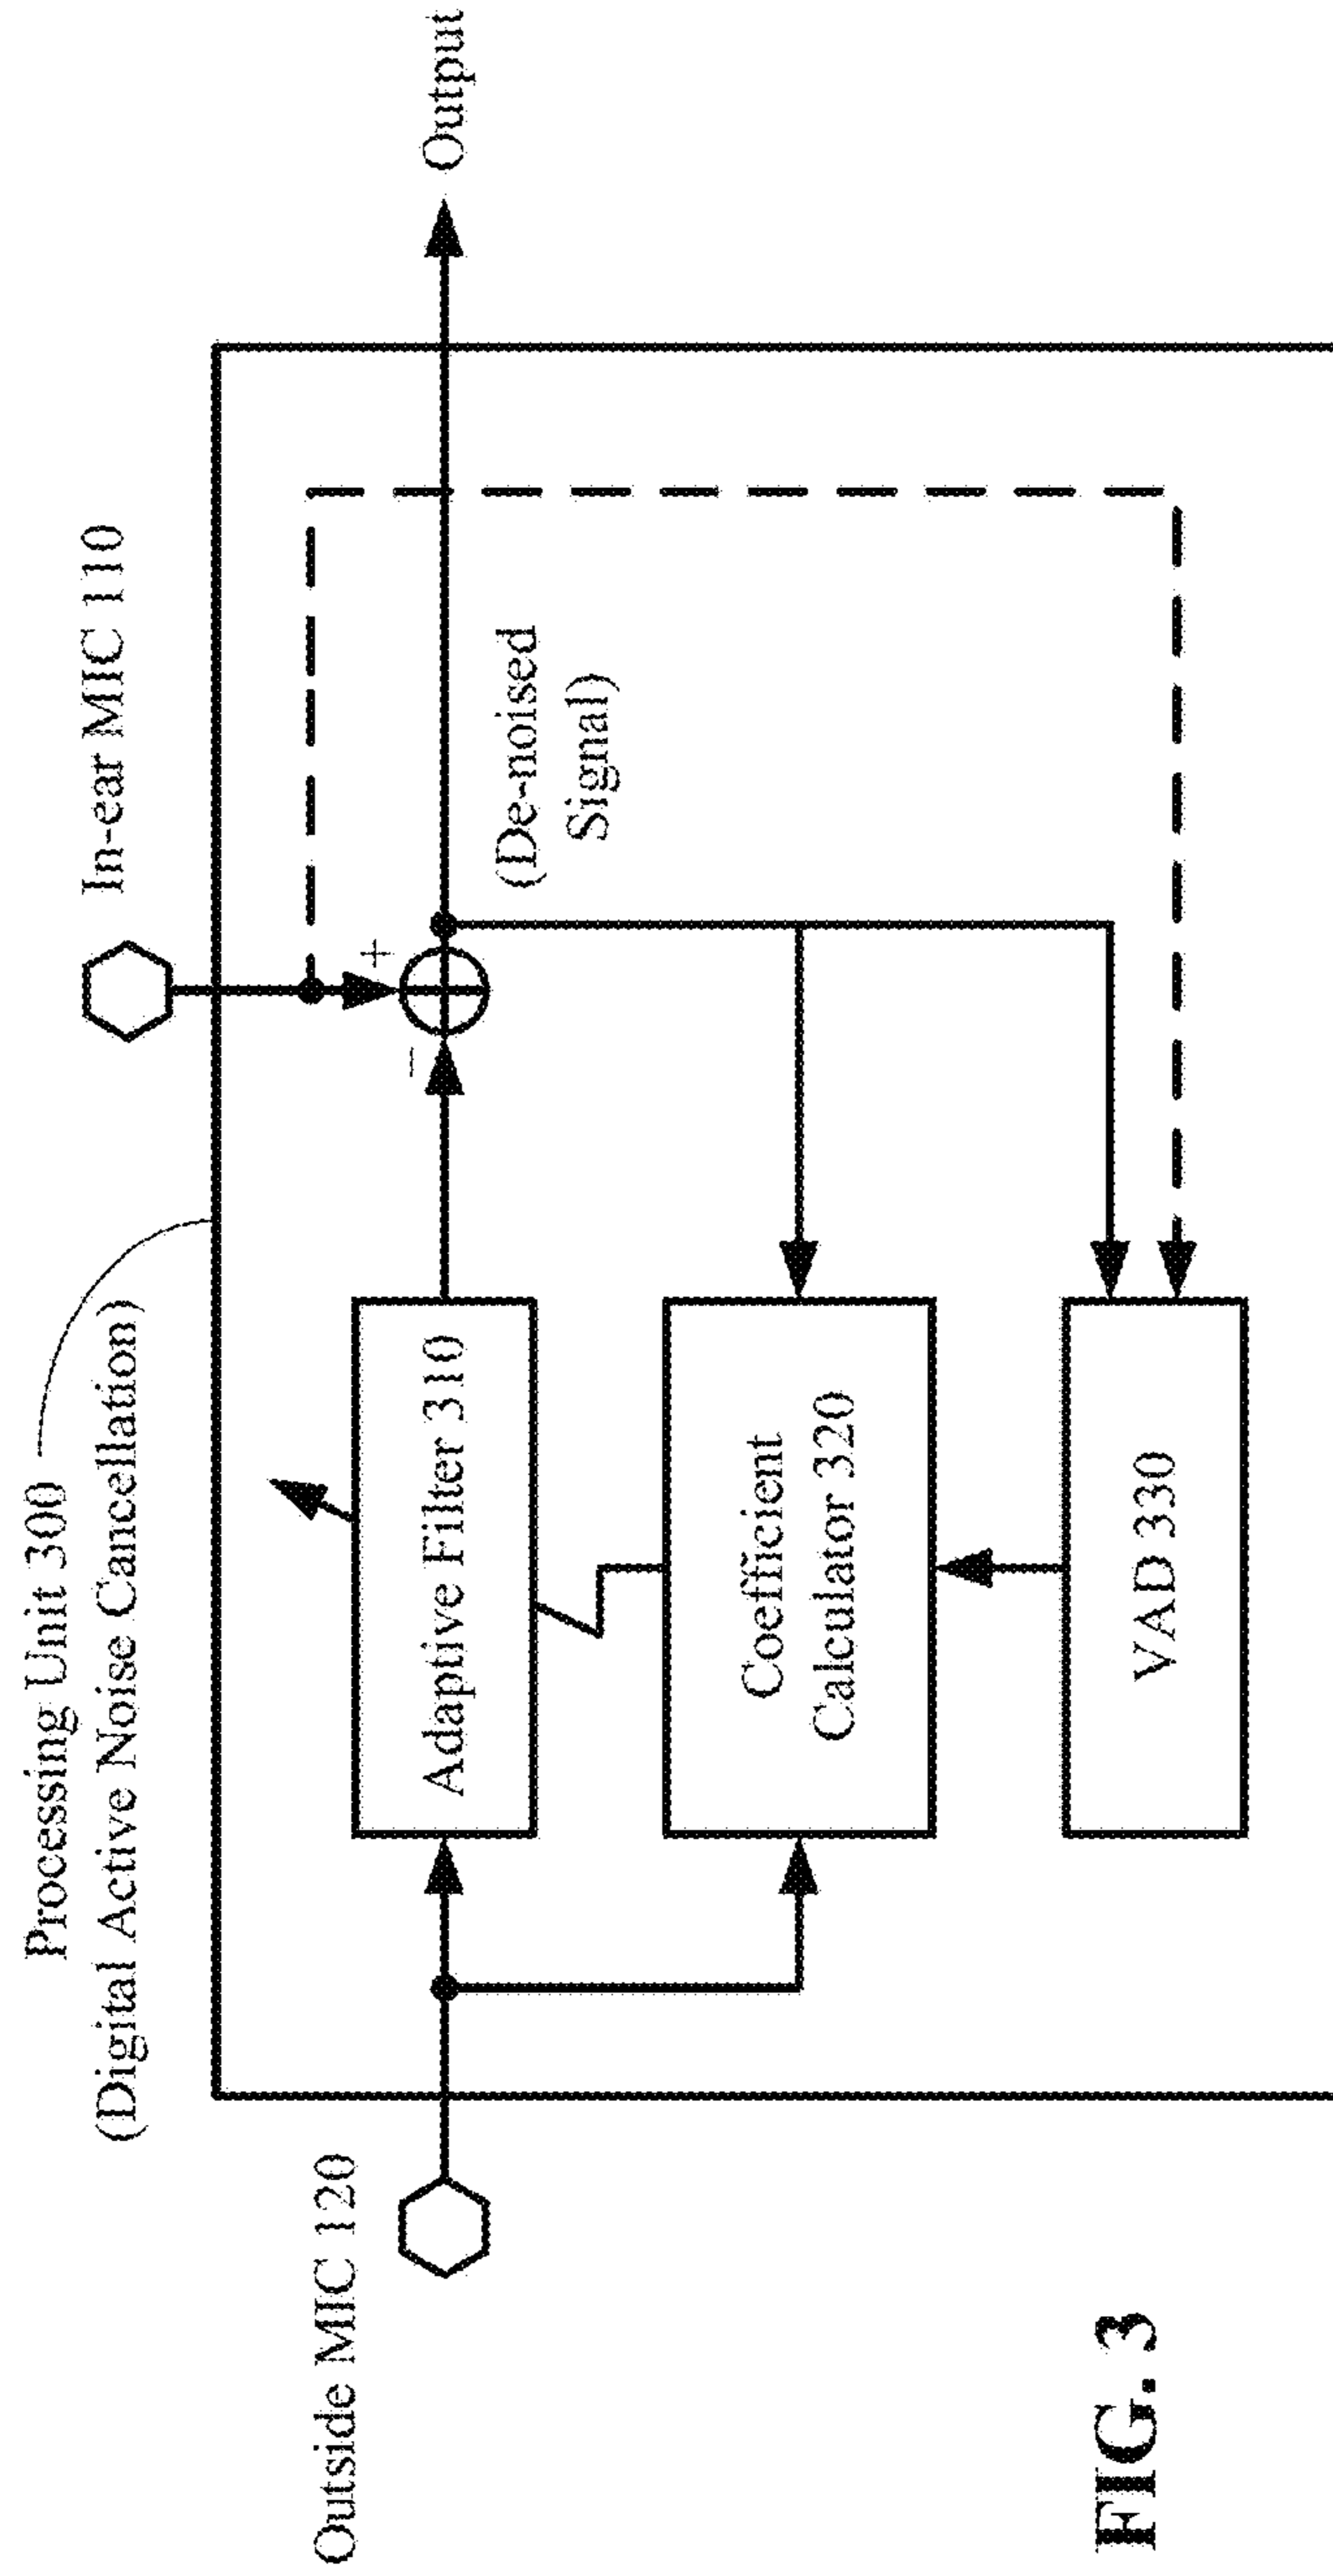 Processing Unit 300
(Digital Active Noise Cancellation)
In-ear MIC 110
Outside MIC 120
+
−
Adaptive Filter 310
Output
(De-noised
Signal)
Coefficient
Calculator 320
VAD 330
FIG. 3